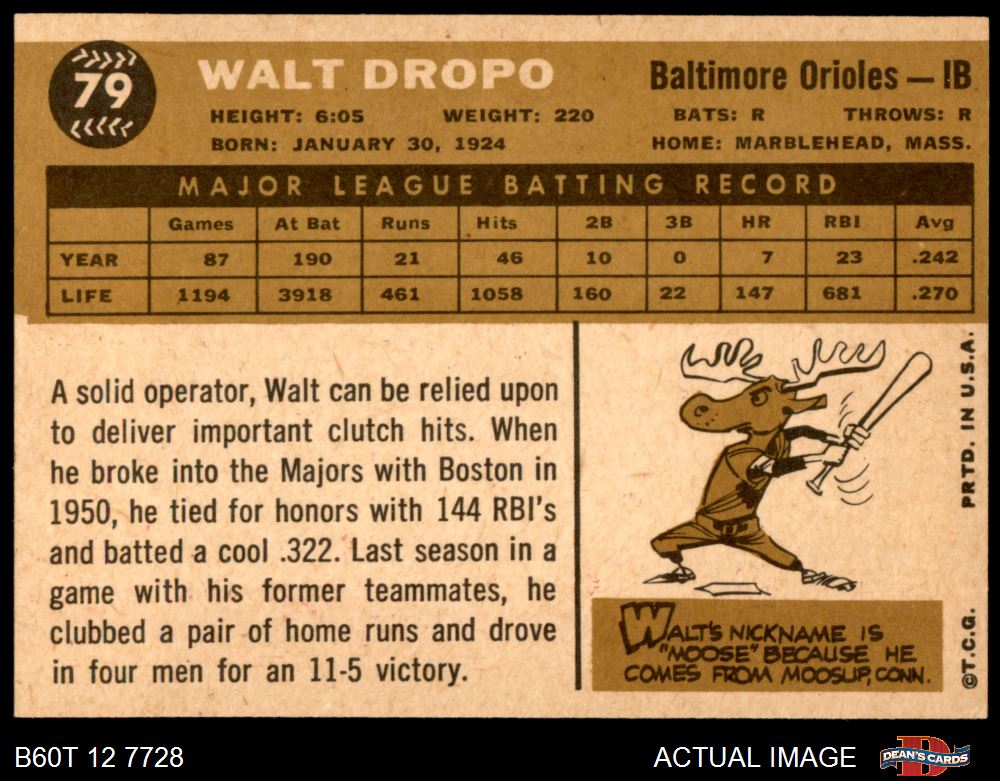 79
WALT DROPO
Baltimore Orioles — 1B
HEIGHT: 6:05 WEIGHT: 220 BATS: R THROWS: R
BORN: JANUARY 30, 1924 HOME: MARBLEHEAD, MASS.
MAJOR LEAGUE BATTING RECORD
Games At Bat Runs Hits 2B 3B HR RBI Avg
YEAR 87 190 21 46 10 0 7 23 .242
LIFE 1194 3918 461 1058 160 22 147 681 .270
A solid operator, Walt can be relied upon
to deliver important clutch hits. When
he broke into the Majors with Boston in
1950, he tied for honors with 144 RBI's
and batted a cool .322. Last season in a
game with his former teammates, he
clubbed a pair of home runs and drove
in four men for an 11-5 victory.
WALT'S NICKNAME IS
"MOOSE" BECAUSE HE
COMES FROM MOOSUP, CONN.
PRTD. IN U.S.A.
©T.C.G.
B60T 12 7728
ACTUAL IMAGE
DEAN'S CARDS